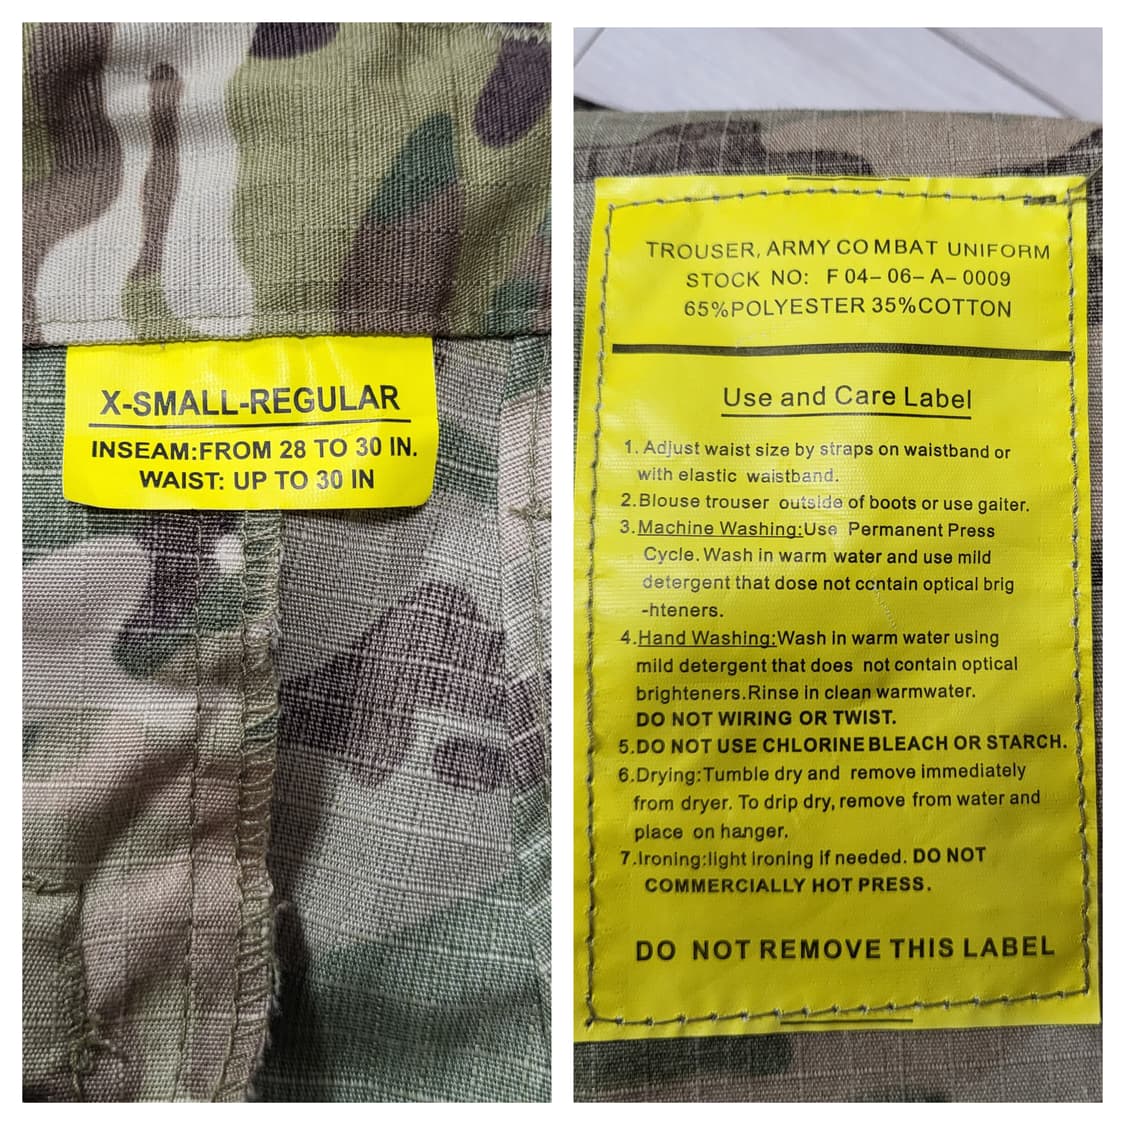 X-SMALL-REGULAR
INSEAM:FROM 28 TO 30 IN.
WAIST: UP TO 30 IN
TROUSER, ARMY COMBAT UNIFORM
STOCK NO: F 04-06-A-0009
65%POLYESTER 35%COTTON
Use and Care Label
1. Adjust waist size by straps on waistband or
with elastic waistband.
2.Blouse trouser outside of boots or use gaiter.
3.Machine Washing:Use Permanent Press
Cycle. Wash in warm water and use mild
detergent that dose not contain optical brig
-hteners.
4.Hand Washing:Wash in warm water using
mild detergent that does not contain optical
brighteners.Rinse in clean warmwater.
DO NOT WIRING OR TWIST.
5.DO NOT USE CHLORINE BLEACH OR STARCH.
6.Drying:Tumble dry and remove immediately
from dryer. To drip dry, remove from water and
place on hanger.
7.Ironing:light ironing if needed. DO NOT
COMMERCIALLY HOT PRESS.
DO NOT REMOVE THIS LABEL